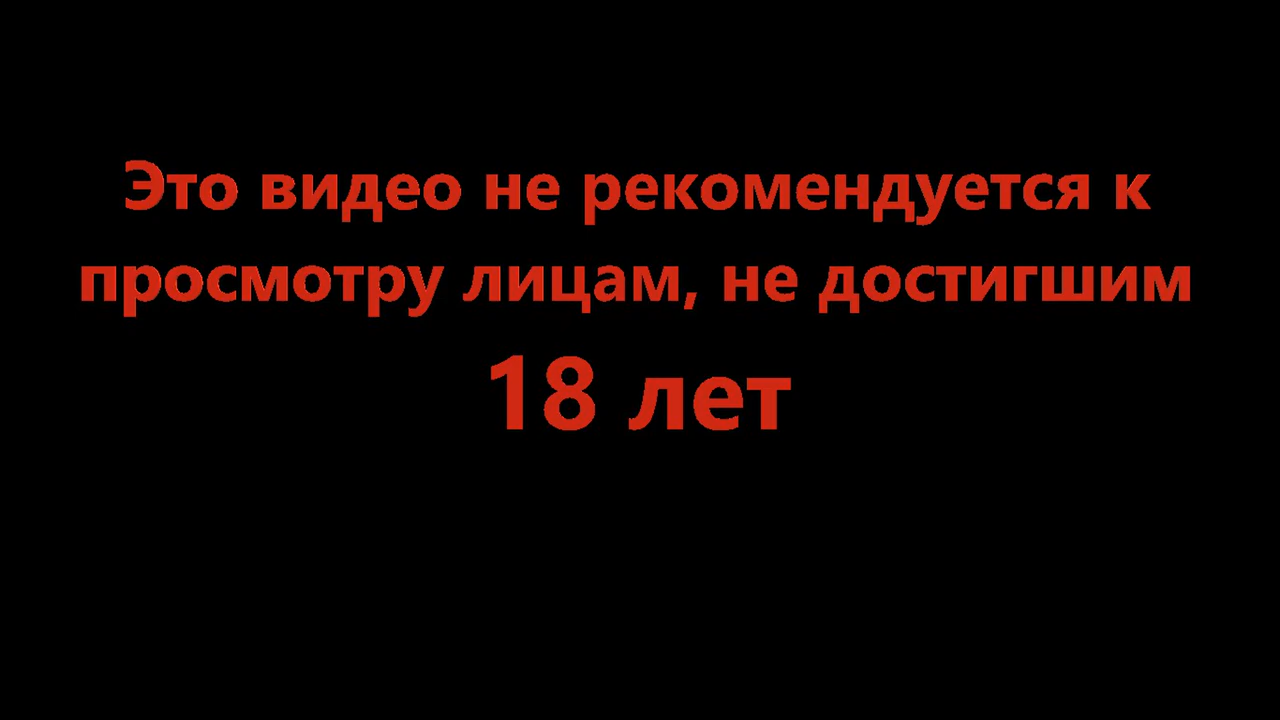 Это видео не рекомендуется к
просмотру лицам, не достигшим
18 лет